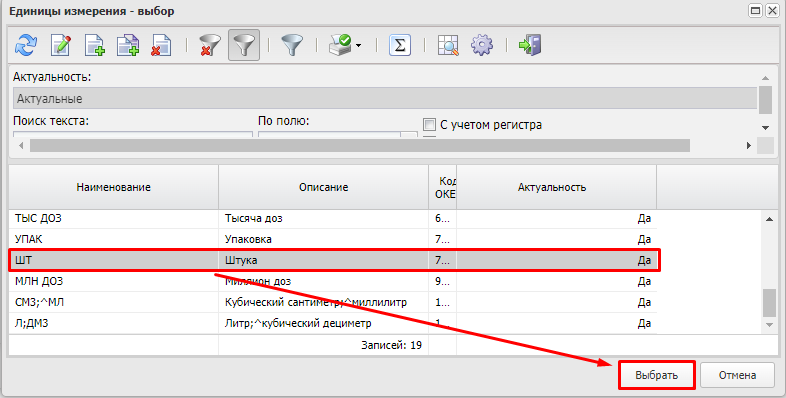 Единицы измерения - выбор
Актуальность:
Актуальные
Поиск текста: По полю: С учетом регистра
Наименование Описание Код ОКЕ Актуальность
ТЫС ДОЗ Тысяча доз 6... Да
УПАК Упаковка 7... Да
ШТ Штука 7... Да
МЛН ДОЗ Миллион доз 9... Да
СМ3;^МЛ Кубический сантиметр;^миллилитр 1... Да
Л;ДМ3 Литр;^кубический дециметр 1... Да
Записей: 19
Выбрать Отмена